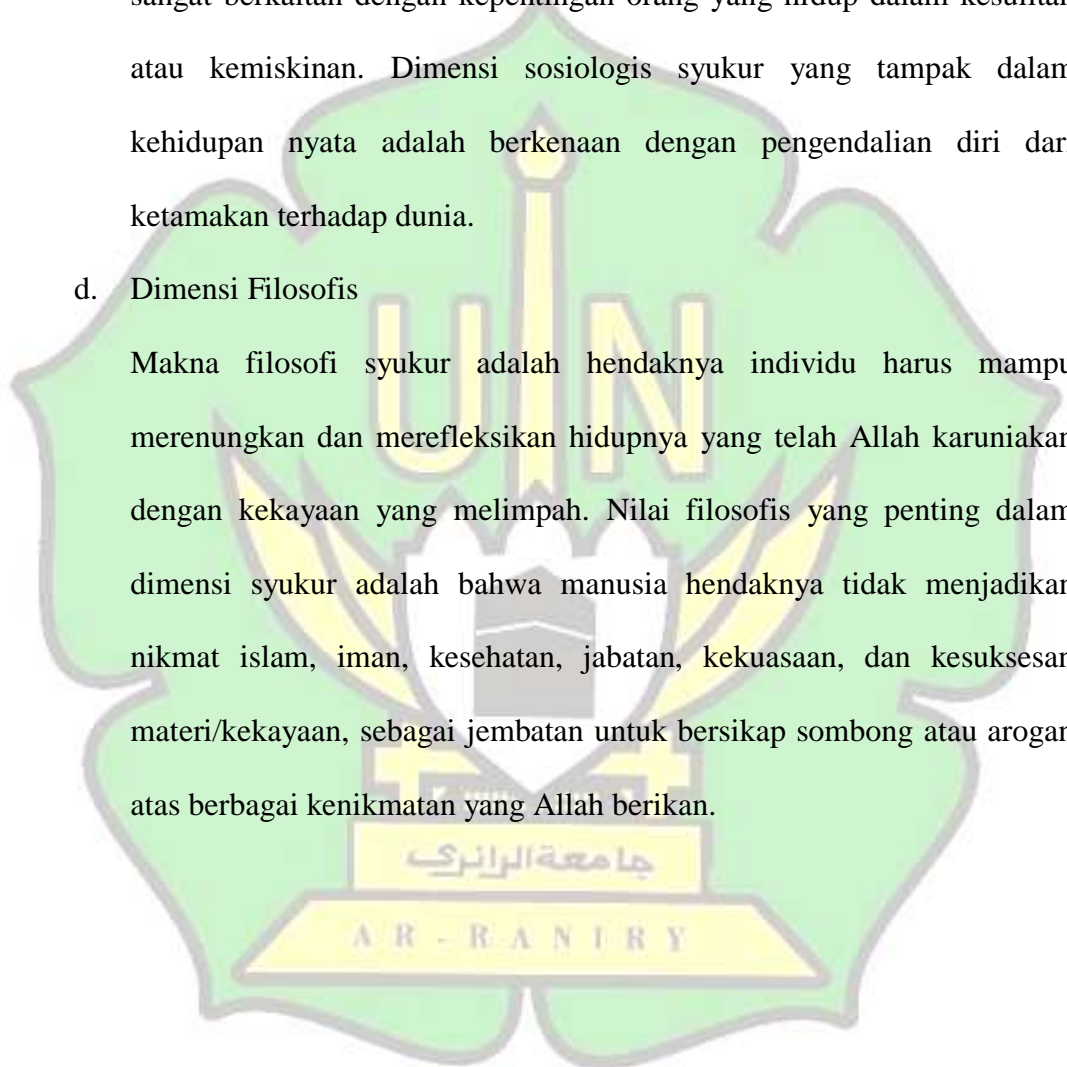 atau kemiskinan. Dimensi sosiologis syukur yang tampak dalam
kehidupan nyata adalah berkenaan dengan pengendalian diri dari
ketamakan terhadap dunia.
d. Dimensi Filosofis
UIN
Makna filosofi syukur adalah hendaknya individu harus mampu
merenungkan dan merefleksikan hidupnya yang telah Allah karuniakan
dengan kekayaan yang melimpah. Nilai filosofis yang penting dalam
dimensi syukur adalah bahwa manusia hendaknya tidak menjadikan
nikmat islam, iman, kesehatan, jabatan, kekuasaan, dan kesuksesan
materi/kekayaan, sebagai jembatan untuk bersikap sombong atau arogan
atas berbagai kenikmatan yang Allah berikan.
جامعة الرانري
AR-RANIRY